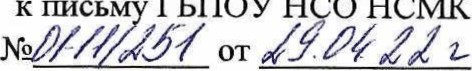 к письму ГБПОУ НСО НСМК
№01-11/251 от 29.04.22 г